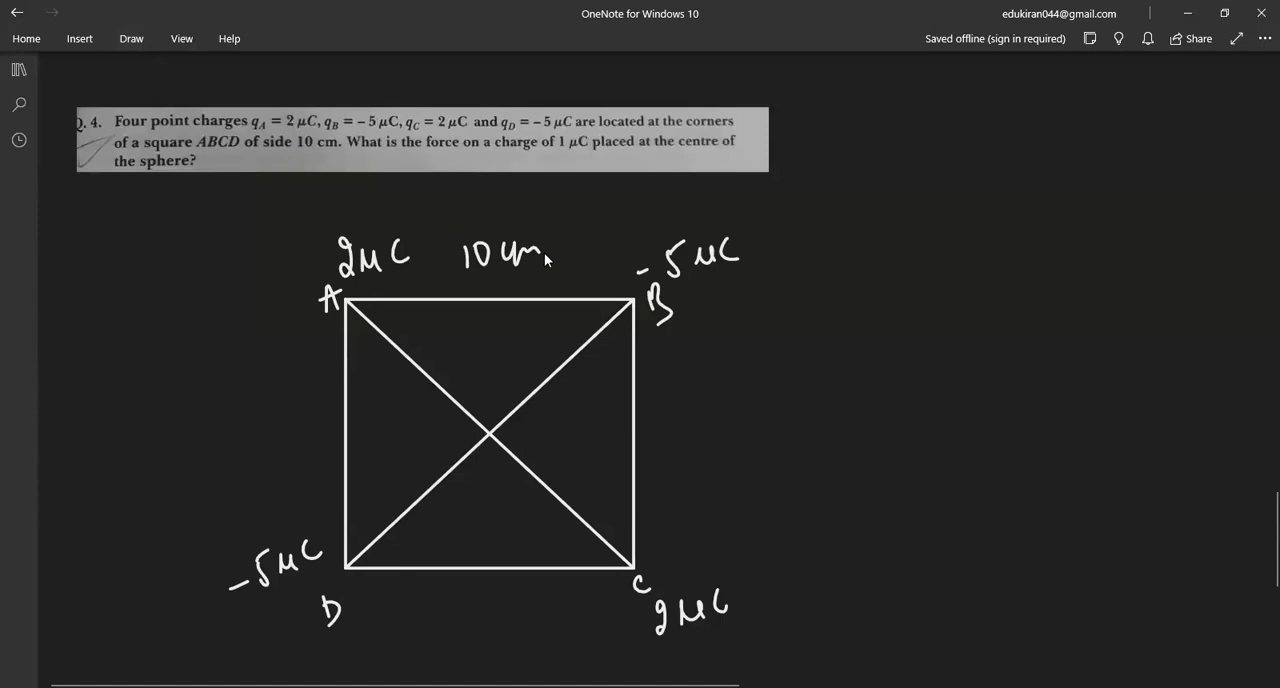 OneNote for Windows 10
edukiran044@gmail.com
Home Insert Draw View Help
Saved offline (sign in required) Share
Q. 4. Four point charges qA = 2 μC, qB = – 5 μC, qC = 2 μC and qD = – 5 μC are located at the corners
of a square ABCD of side 10 cm. What is the force on a charge of 1 μC placed at the centre of
the sphere?
2μC 10 cm - 5 μC
A B
-5μC
C
D 2μC